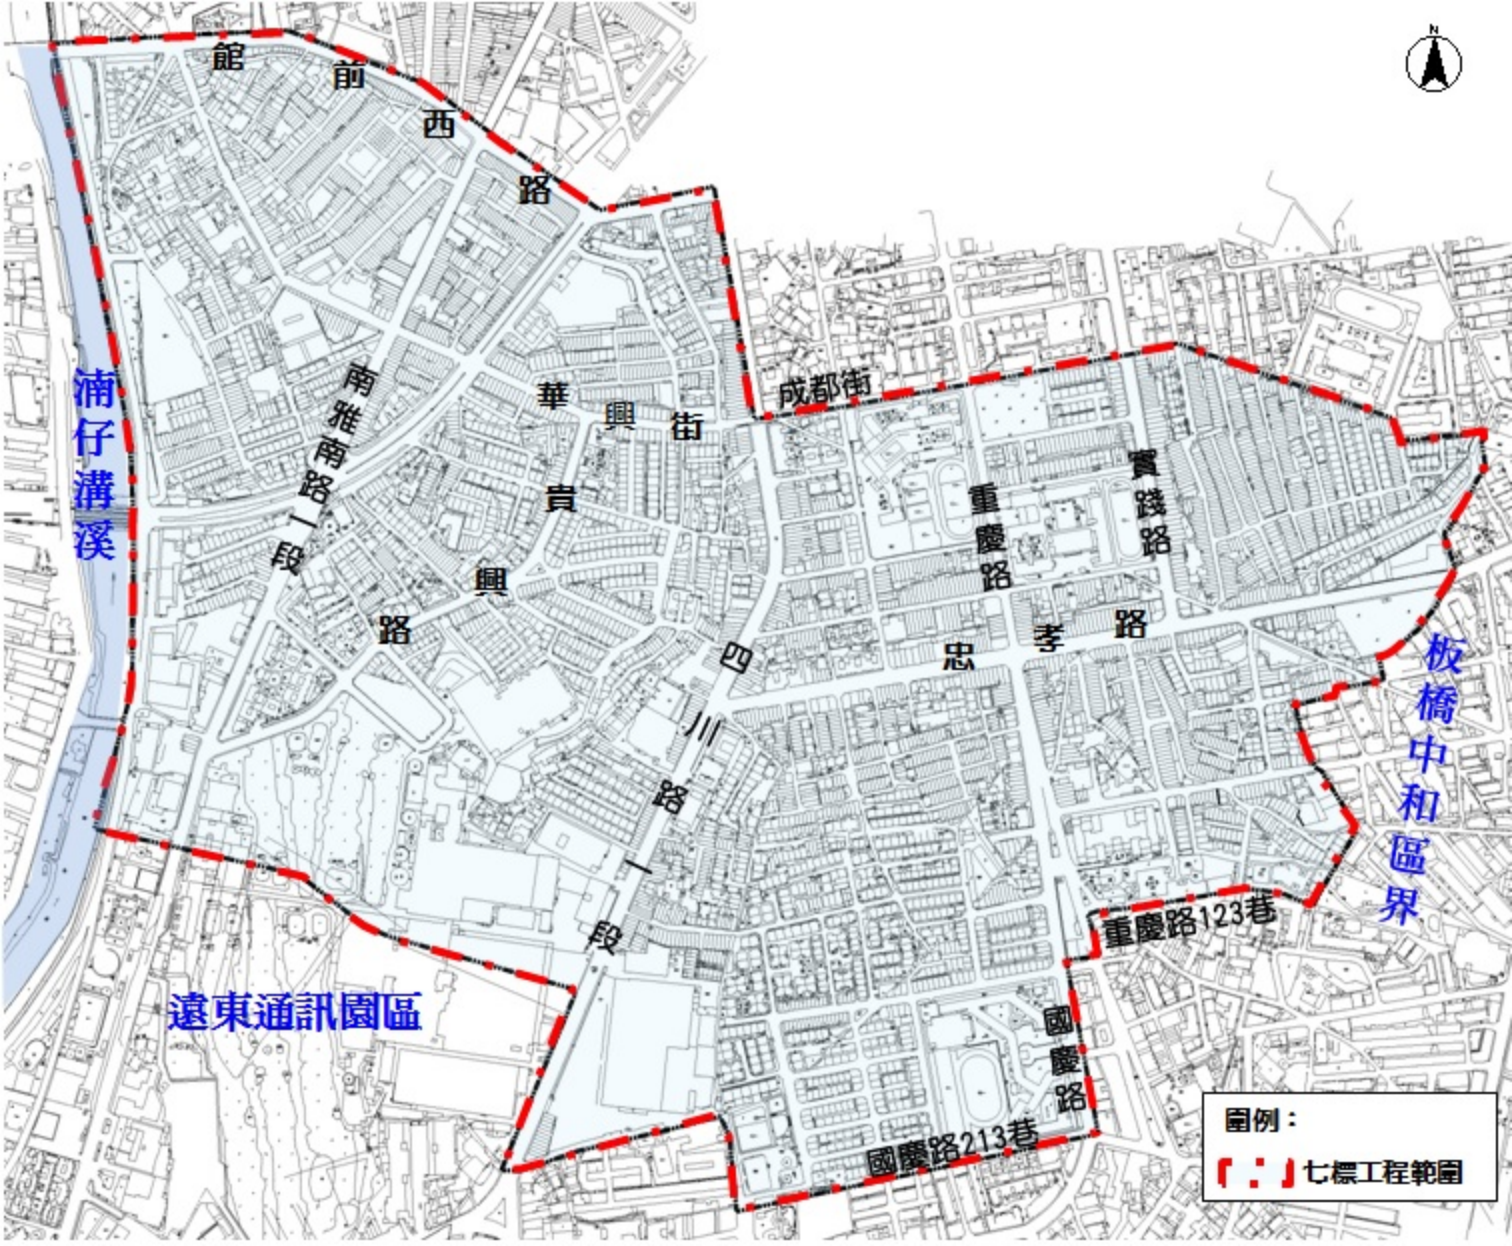 N
館前西路
成都街
華興街
南雅南路一段
湳仔溝溪
貴興路
重慶路
實踐路
忠孝路
四川路一段
板橋中和區界
重慶路123巷
遠東通訊園區
國慶路
國慶路213巷
圖例：
七標工程範圍